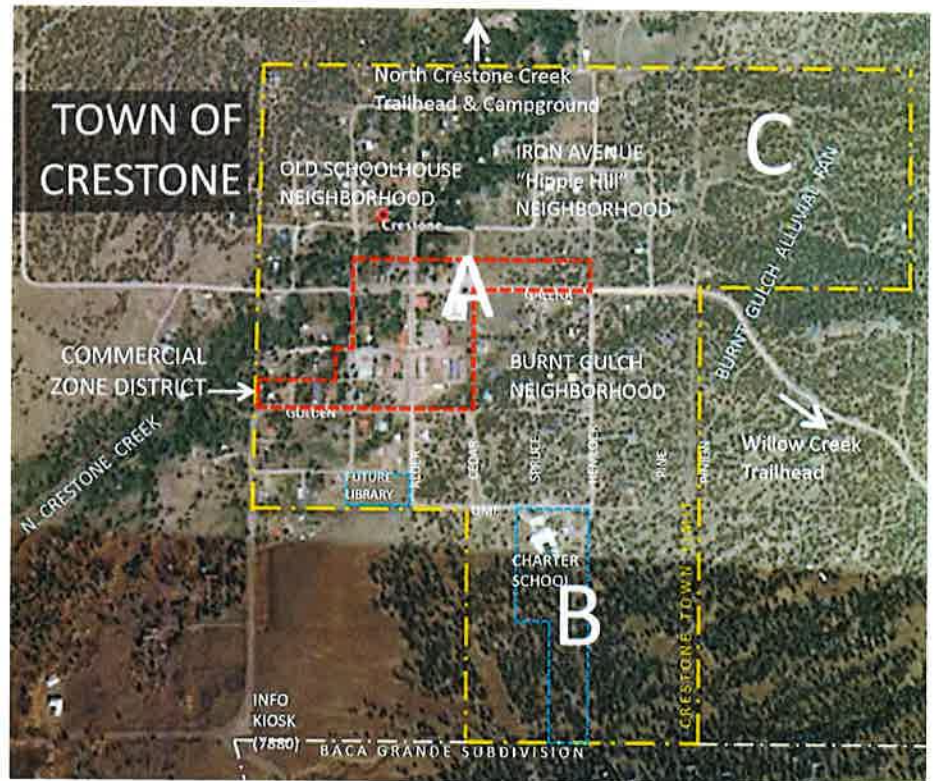 North Crestone Creek
Trailhead & Campground
TOWN OF
CRESTONE
C
OLD SCHOOLHOUSE
NEIGHBORHOOD
IRON AVENUE
"Hippie Hill"
NEIGHBORHOOD
Crestone
BURNT GULCH ALLUVIAL FAN
A
GALENA
COMMERCIAL
ZONE DISTRICT
BURNT GULCH
NEIGHBORHOOD
GOLDEN
N. CRESTONE CREEK
Willow Creek
Trailhead
ALDER
CEDAR
SPRUCE
HEMLOCK
PINE
PINION
FUTURE
LIBRARY
CHARTER
SCHOOL
B
CRESTONE TOWN LIMIT
INFO
KIOSK
(7880)
BACA GRANDE SUBDIVISION